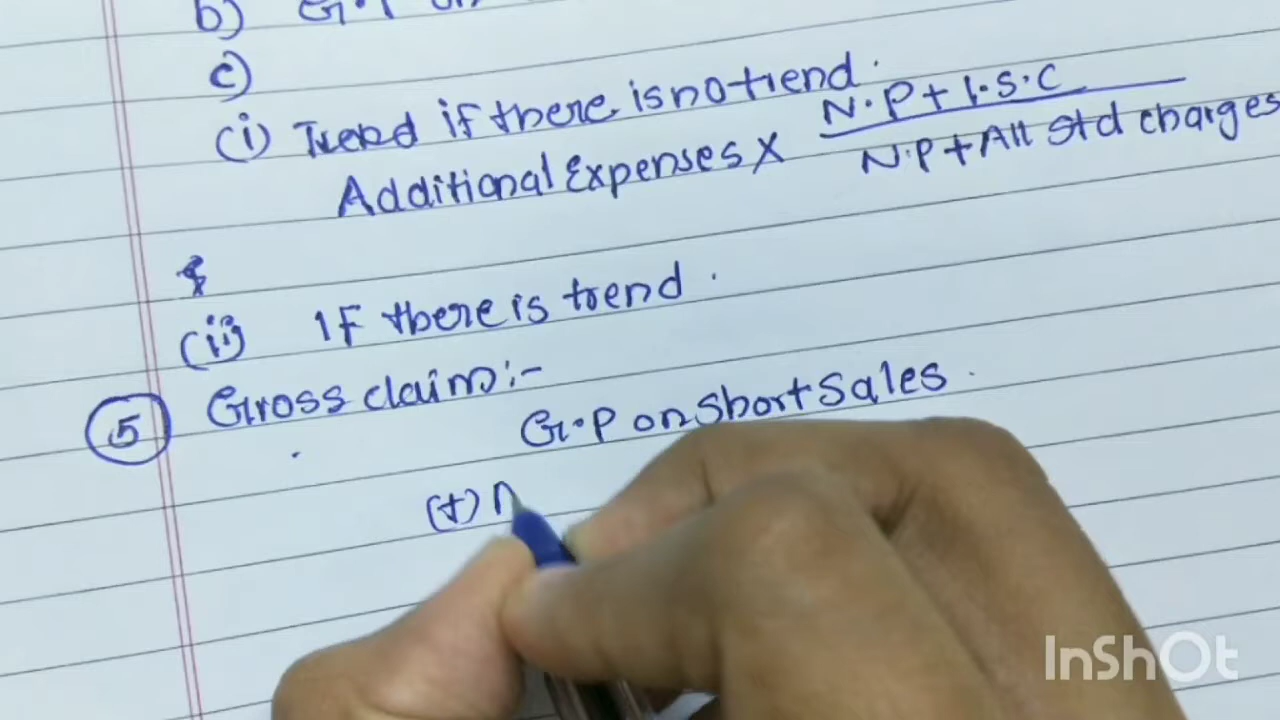 b) G.P on
c)
(i) Trend if there is no trend.
Additional Expenses X N.P + I.S.C / N.P + All std charges
(ii) If there is trend.
5 Gross claim:-
G.P on Short Sales.
(+)
InShOt